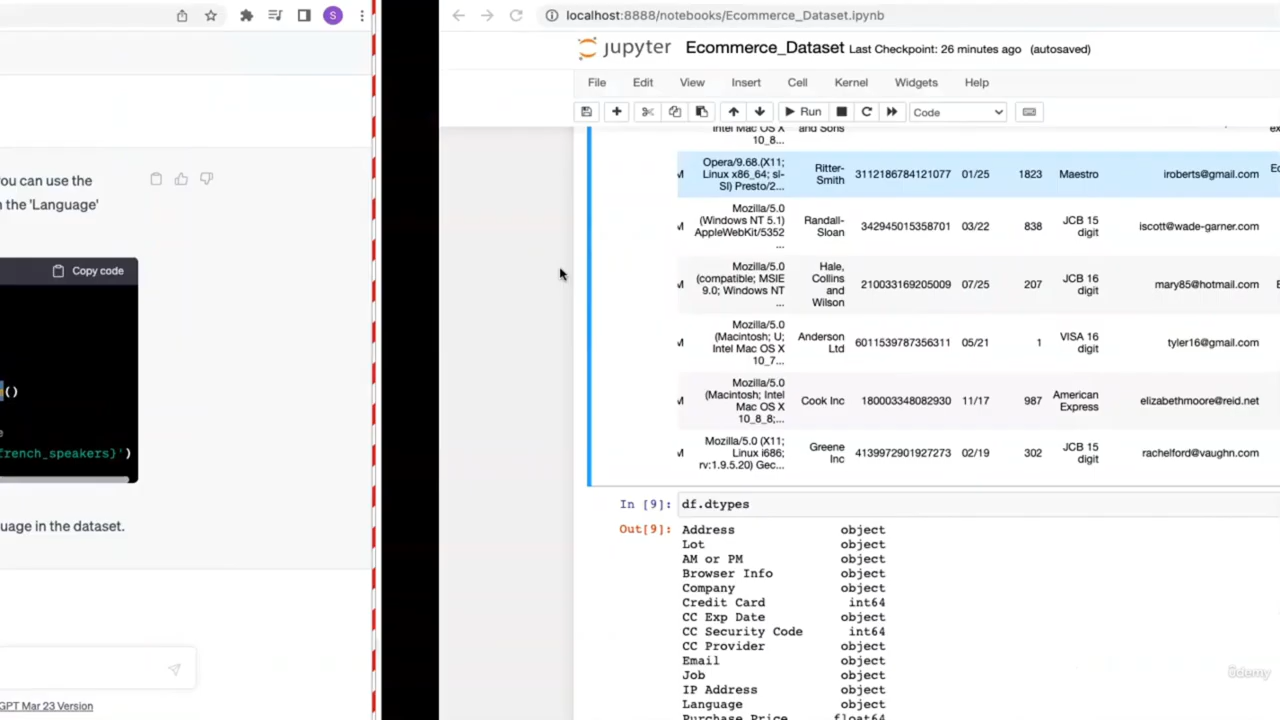 S
ou can use the
n the 'Language'
Copy code
()
french_speakers}')
uage in the dataset.
GPT Mar 23 Version
localhost:8888/notebooks/Ecommerce_Dataset.ipynb
jupyter Ecommerce_Dataset Last Checkpoint: 26 minutes ago (autosaved)
File Edit View Insert Cell Kernel Widgets Help
Run Code
Intel Mac OS X
10_8...
and Sons
M
Opera/9.68.(X11;
Linux x86_64; sl-
SI) Presto/2...
Ritter-
Smith
3112186784121077 01/25 1823 Maestro iroberts@gmail.com
M
Mozilla/5.0
(Windows NT 5.1)
AppleWebKit/5352
...
Randall-
Sloan
342945015358701 03/22 838
JCB 15
digit
iscott@wade-garner.com
M
Mozilla/5.0
(compatible; MSIE
9.0; Windows NT
...
Hale,
Collins
and
Wilson
210033169205009 07/25 207
JCB 16
digit
mary85@hotmail.com
M
Mozilla/5.0
(Macintosh; U;
Intel Mac OS X
10_7...
Anderson
Ltd
6011539787356311 05/21 1
VISA 16
digit
tyler16@gmail.com
M
Mozilla/5.0
(Macintosh; Intel
Mac OS X
10_8_8;...
Cook Inc
180003348082930 11/17 987
American
Express
elizabethmoore@reid.net
M
Mozilla/5.0 (X11;
Linux i686;
rv:1.9.5.20) Gec...
Greene
Inc
4139972901927273 02/19 302
JCB 15
digit
rachelford@vaughn.com
In [9]: df.dtypes
Out[9]: Address object
Lot object
AM or PM object
Browser Info object
Company object
Credit Card int64
CC Exp Date object
CC Security Code int64
CC Provider object
Email object
Job object
IP Address object
Language object
Purchase Price float64
ûdemy